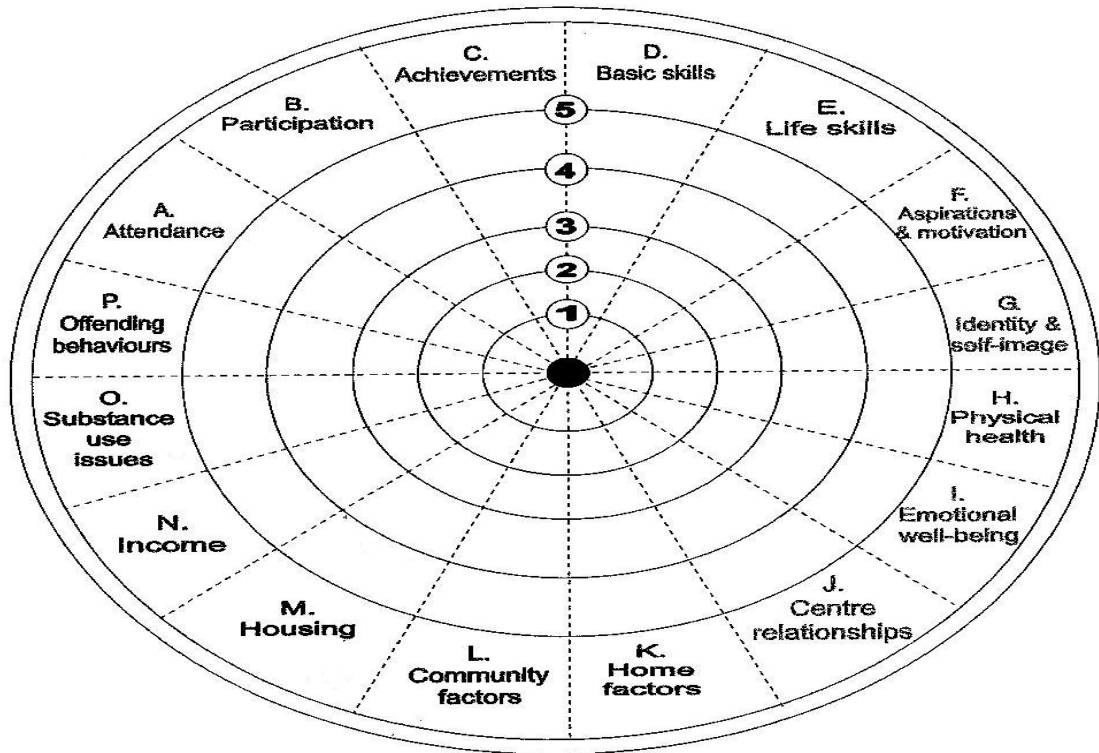 A.
Attendance
B.
Participation
C.
Achievements
D.
Basic skills
E.
Life skills
F.
Aspirations
& motivation
G.
Identity &
self-image
H.
Physical
health
I.
Emotional
well-being
J.
Centre
relationships
K.
Home
factors
L.
Community
factors
M.
Housing
N.
Income
O.
Substance
use
issues
P.
Offending
behaviours
5
4
3
2
1